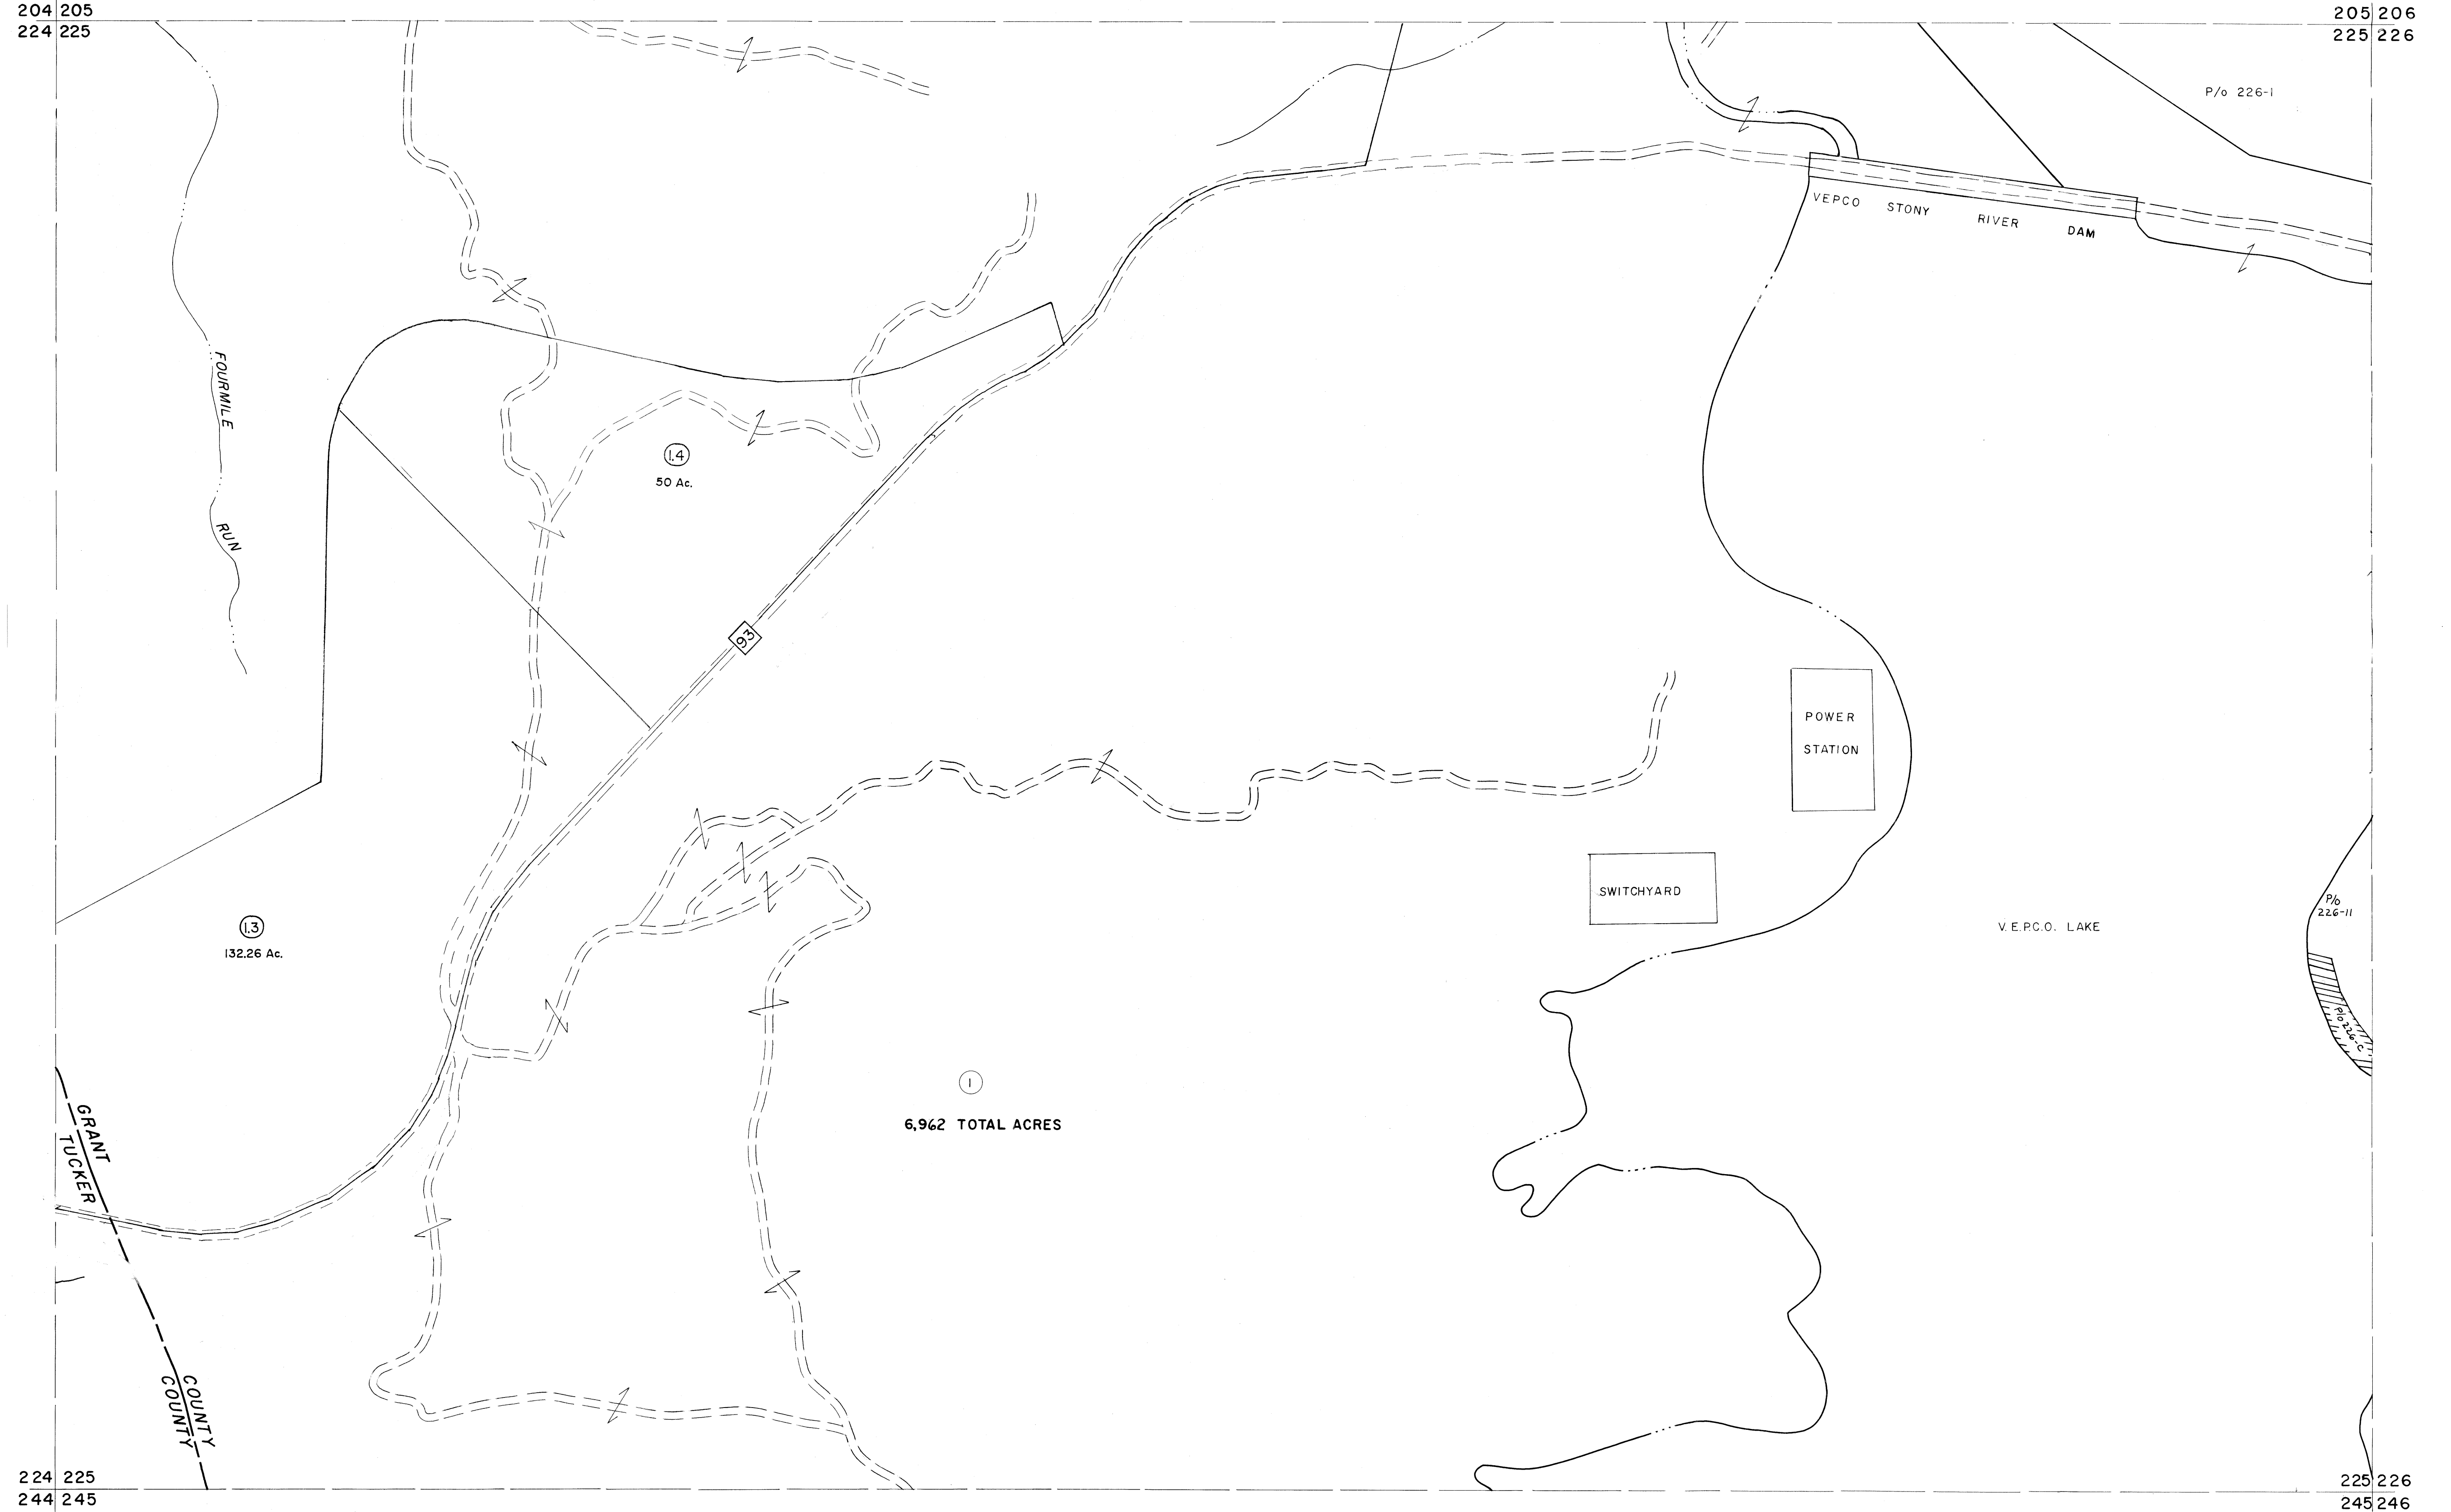 204 205
224 225
205 206
225 226
P/o 226-1
VEPCO STONY RIVER DAM
FOURMILE RUN
1.4
50 Ac.
93
POWER
STATION
SWITCHYARD
V.E.P.C.O. LAKE
P/o
226-11
P/o 226-C
1.3
132.26 Ac.
1
6,962 TOTAL ACRES
GRANT COUNTY
TUCKER COUNTY
224 225
244 245
225 226
245 246